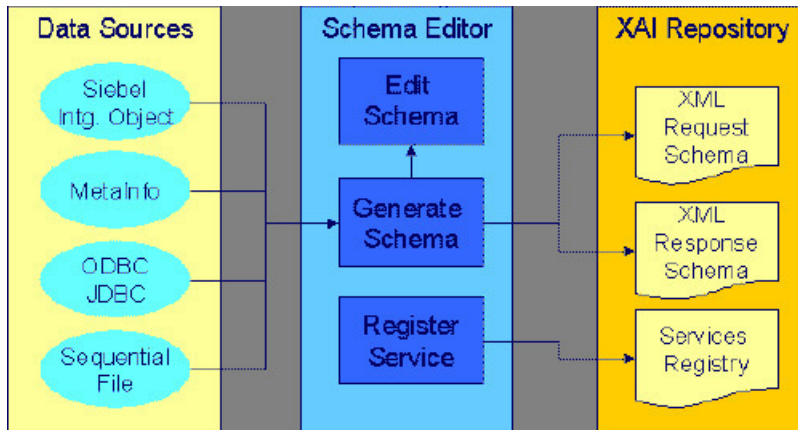 Data Sources
Siebel
Intg. Object
MetaInfo
ODBC
JDBC
Sequential
File
Schema Editor
Edit
Schema
Generate
Schema
Register
Service
XAI Repository
XML
Request
Schema
XML
Response
Schema
Services
Registry